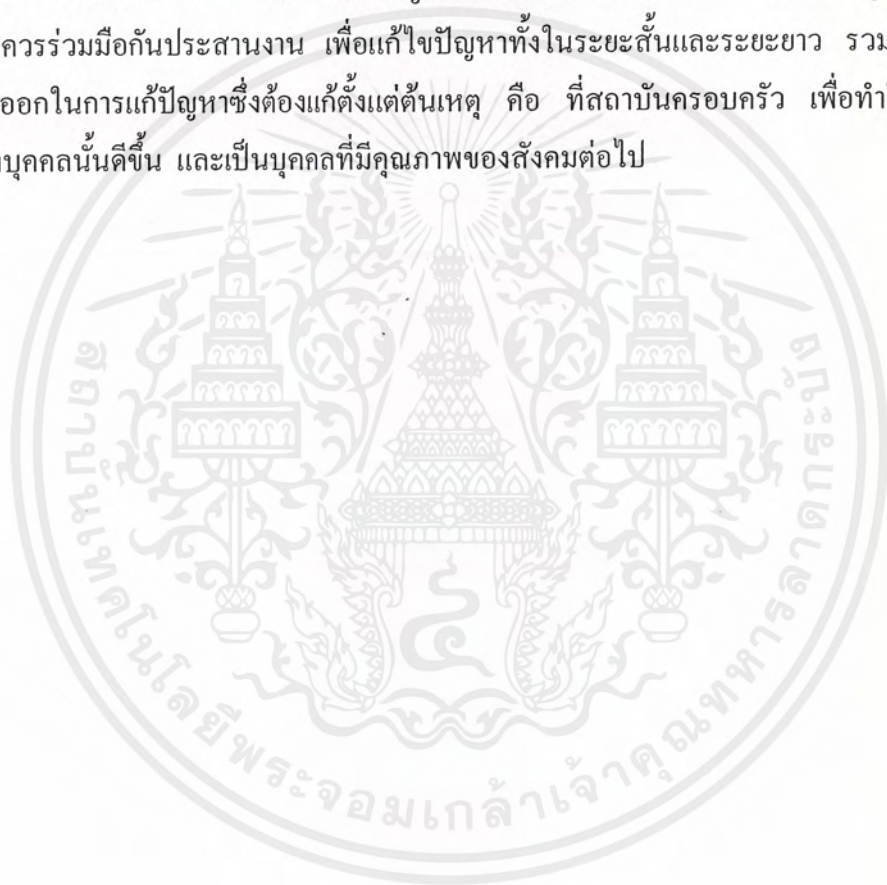 ควรร่วมมือกันประสานงาน เพื่อแก้ไขปัญหาทั้งในระยะสั้นและระยะยาว รวม
ออกในการแก้ปัญหาซึ่งต้องแก้ตั้งแต่ต้นเหตุ คือ ที่สถาบันครอบครัว เพื่อทำ
บุคคลนั้นดีขึ้น และเป็นบุคคลที่มีคุณภาพของสังคมต่อไป
สถาบันเทคโนโลยีพระจอมเกล้าเจ้าคุณทหารลาดกระบัง